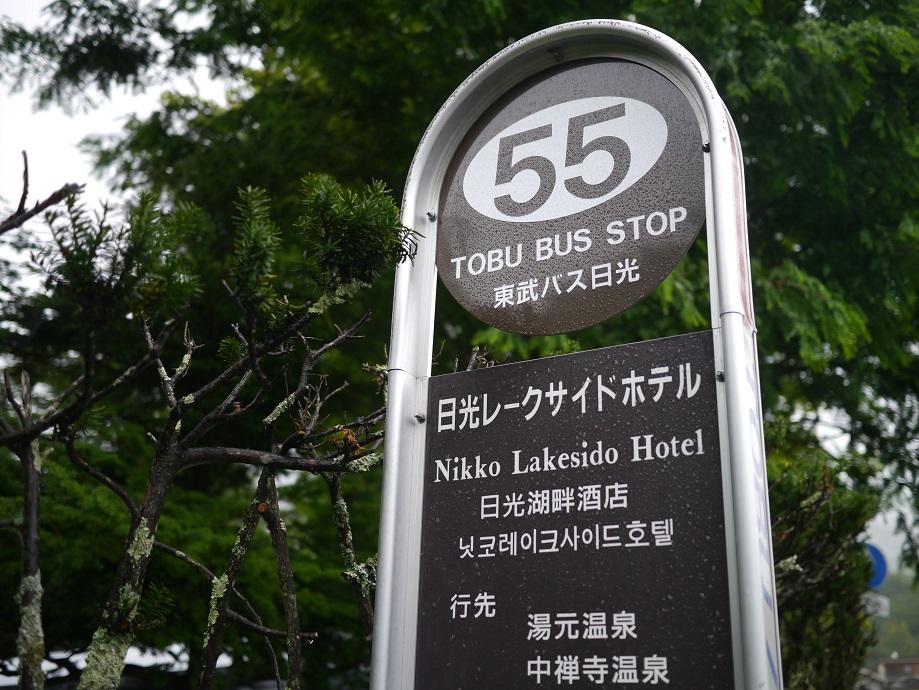 55
TOBU BUS STOP
東武バス日光
日光レークサイドホテル
Nikko Lakesido Hotel
日光湖畔酒店
닛코레이크사이드호텔
行先
湯元温泉
中禅寺温泉